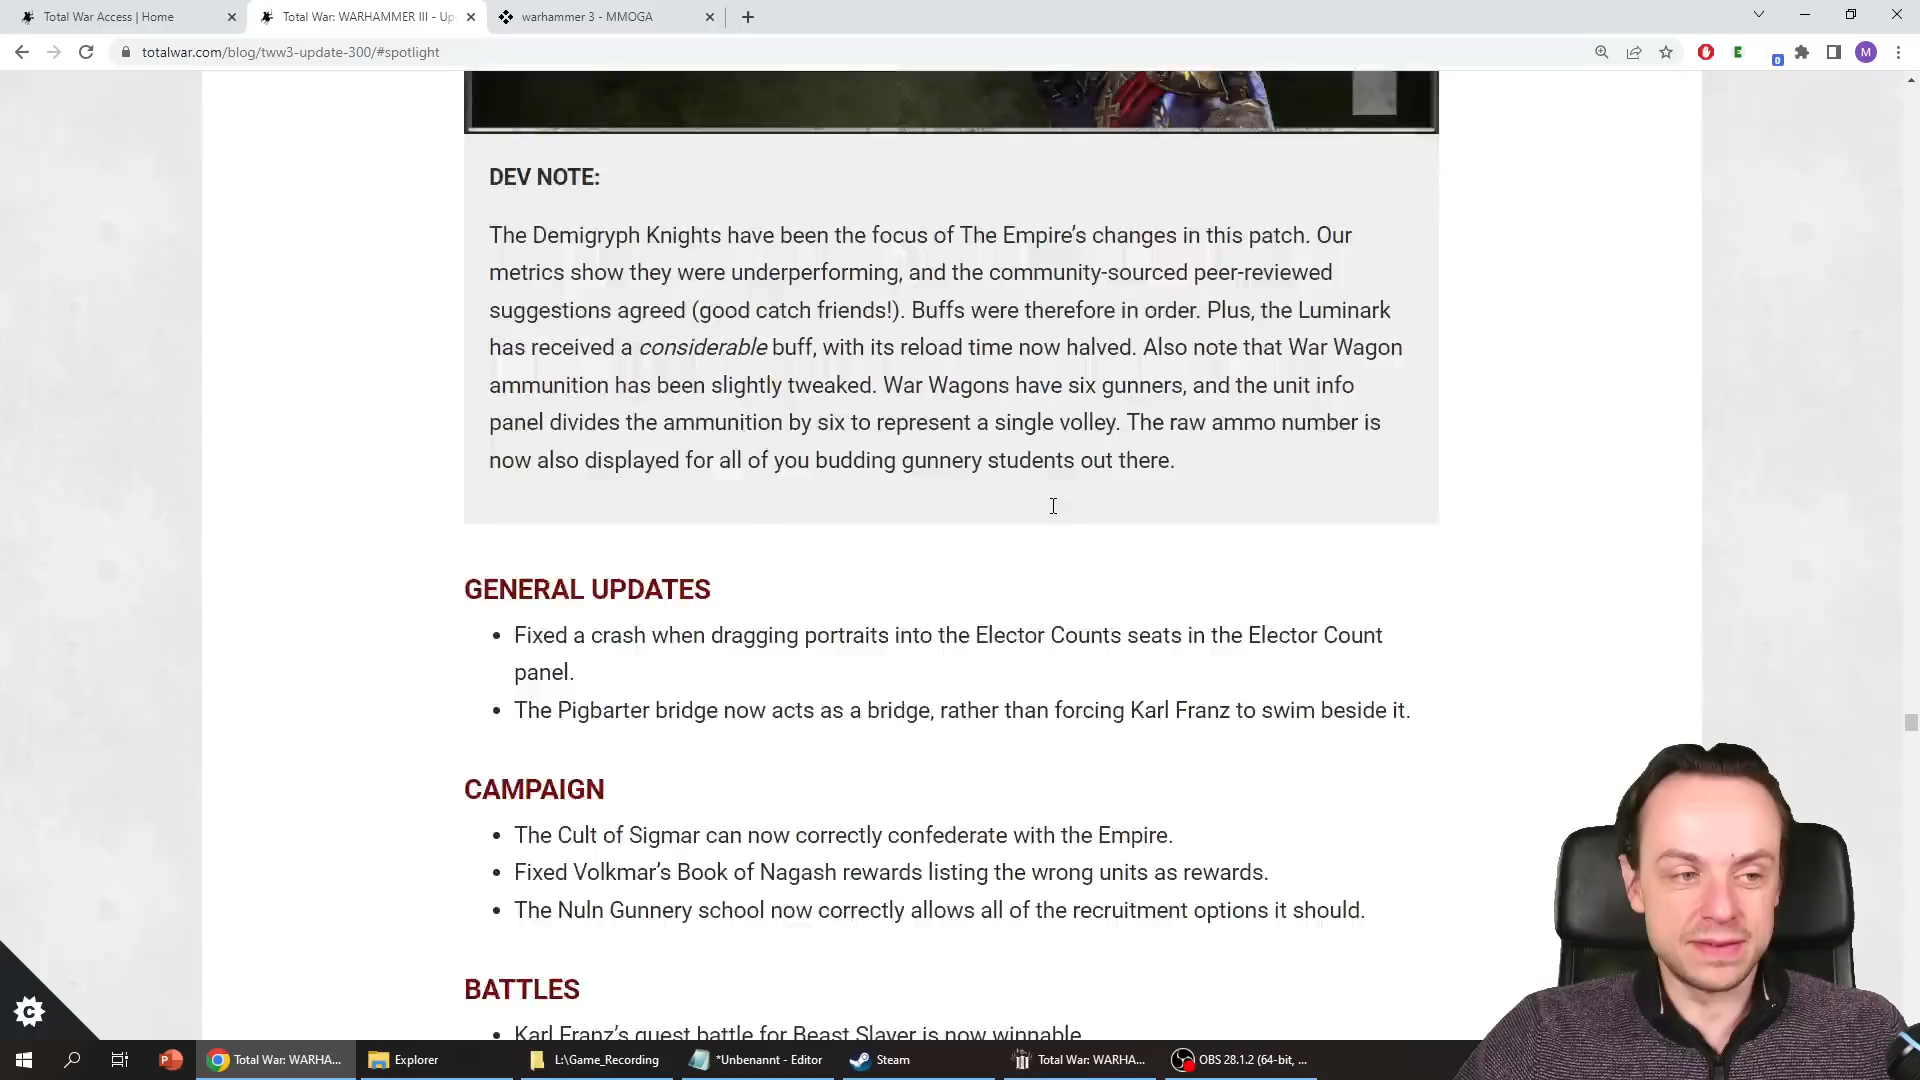 Total War Access | Home
Total War: WARHAMMER III - Up
warhammer 3 - MMOGA
totalwar.com/blog/tww3-update-300/#spotlight
0
M
DEV NOTE:
The Demigryph Knights have been the focus of The Empire’s changes in this patch. Our
metrics show they were underperforming, and the community-sourced peer-reviewed
suggestions agreed (good catch friends!). Buffs were therefore in order. Plus, the Luminark
has received a considerable buff, with its reload time now halved. Also note that War Wagon
ammunition has been slightly tweaked. War Wagons have six gunners, and the unit info
panel divides the ammunition by six to represent a single volley. The raw ammo number is
now also displayed for all of you budding gunnery students out there.
GENERAL UPDATES
• Fixed a crash when dragging portraits into the Elector Counts seats in the Elector Count
panel.
• The Pigbarter bridge now acts as a bridge, rather than forcing Karl Franz to swim beside it.
CAMPAIGN
• The Cult of Sigmar can now correctly confederate with the Empire.
• Fixed Volkmar’s Book of Nagash rewards listing the wrong units as rewards.
• The Nuln Gunnery school now correctly allows all of the recruitment options it should.
BATTLES
• Karl Franz’s quest battle for Beast Slayer is now winnable
Total War: WARHA...
Explorer
L:\Game_Recording
*Unbenannt - Editor
Steam
Total War: WARHA...
OBS 28.1.2 (64-bit, ...